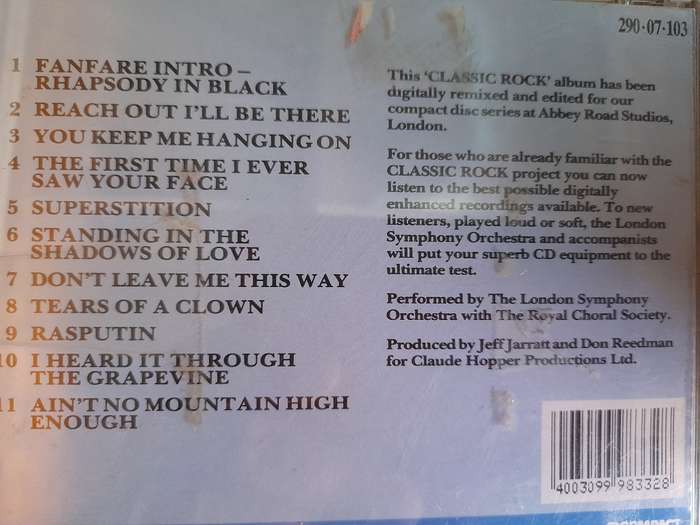 290·07·103
1 FANFARE INTRO –
RHAPSODY IN BLACK
2 REACH OUT I'LL BE THERE
3 YOU KEEP ME HANGING ON
4 THE FIRST TIME I EVER
SAW YOUR FACE
5 SUPERSTITION
6 STANDING IN THE
SHADOWS OF LOVE
7 DON'T LEAVE ME THIS WAY
8 TEARS OF A CLOWN
9 RASPUTIN
10 I HEARD IT THROUGH
THE GRAPEVINE
11 AIN'T NO MOUNTAIN HIGH
ENOUGH
This 'CLASSIC ROCK' album has been
digitally remixed and edited for our
compact disc series at Abbey Road Studios,
London.
For those who are already familiar with the
CLASSIC ROCK project you can now
listen to the best possible digitally
enhanced recordings available. To new
listeners, played loud or soft, the London
Symphony Orchestra and accompanists
will put your superb CD equipment to the
ultimate test.
Performed by The London Symphony
Orchestra with The Royal Choral Society.
Produced by Jeff Jarratt and Don Reedman
for Claude Hopper Productions Ltd.
4003099 983328